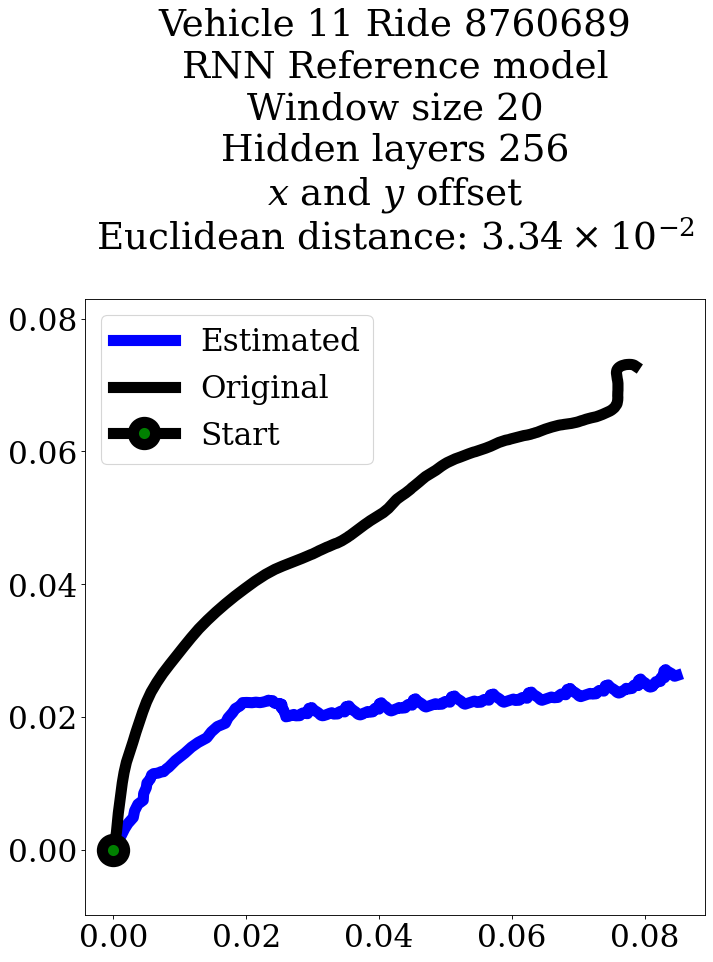 Vehicle 11 Ride 8760689
RNN Reference model
Window size 20
Hidden layers 256
x and y offset
Euclidean distance: 3.34 × 10⁻²
Estimated
Original
Start
0.08
0.06
0.04
0.02
0.00
0.00 0.02 0.04 0.06 0.08